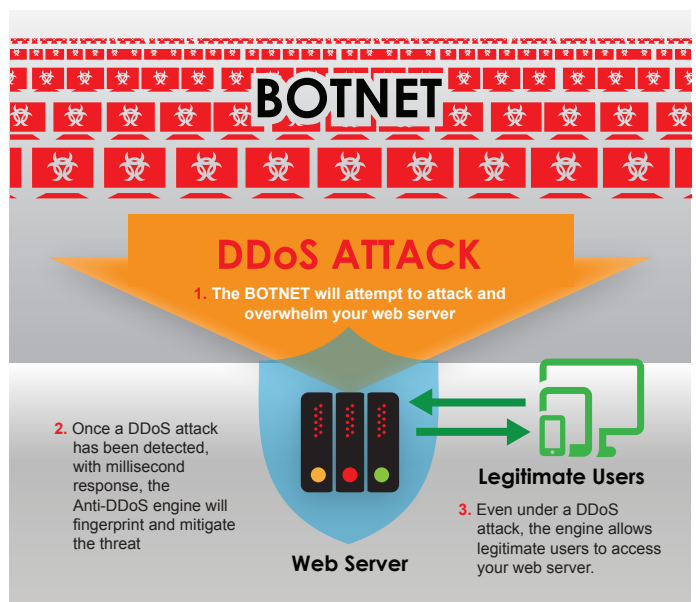 BOTNET
DDoS ATTACK
1. The BOTNET will attempt to attack and
overwhelm your web server
2. Once a DDoS attack
has been detected,
with millisecond
response, the
Anti-DDoS engine will
fingerprint and mitigate
the threat
Web Server
Legitimate Users
3. Even under a DDoS
attack, the engine allows
legitimate users to access
your web server.